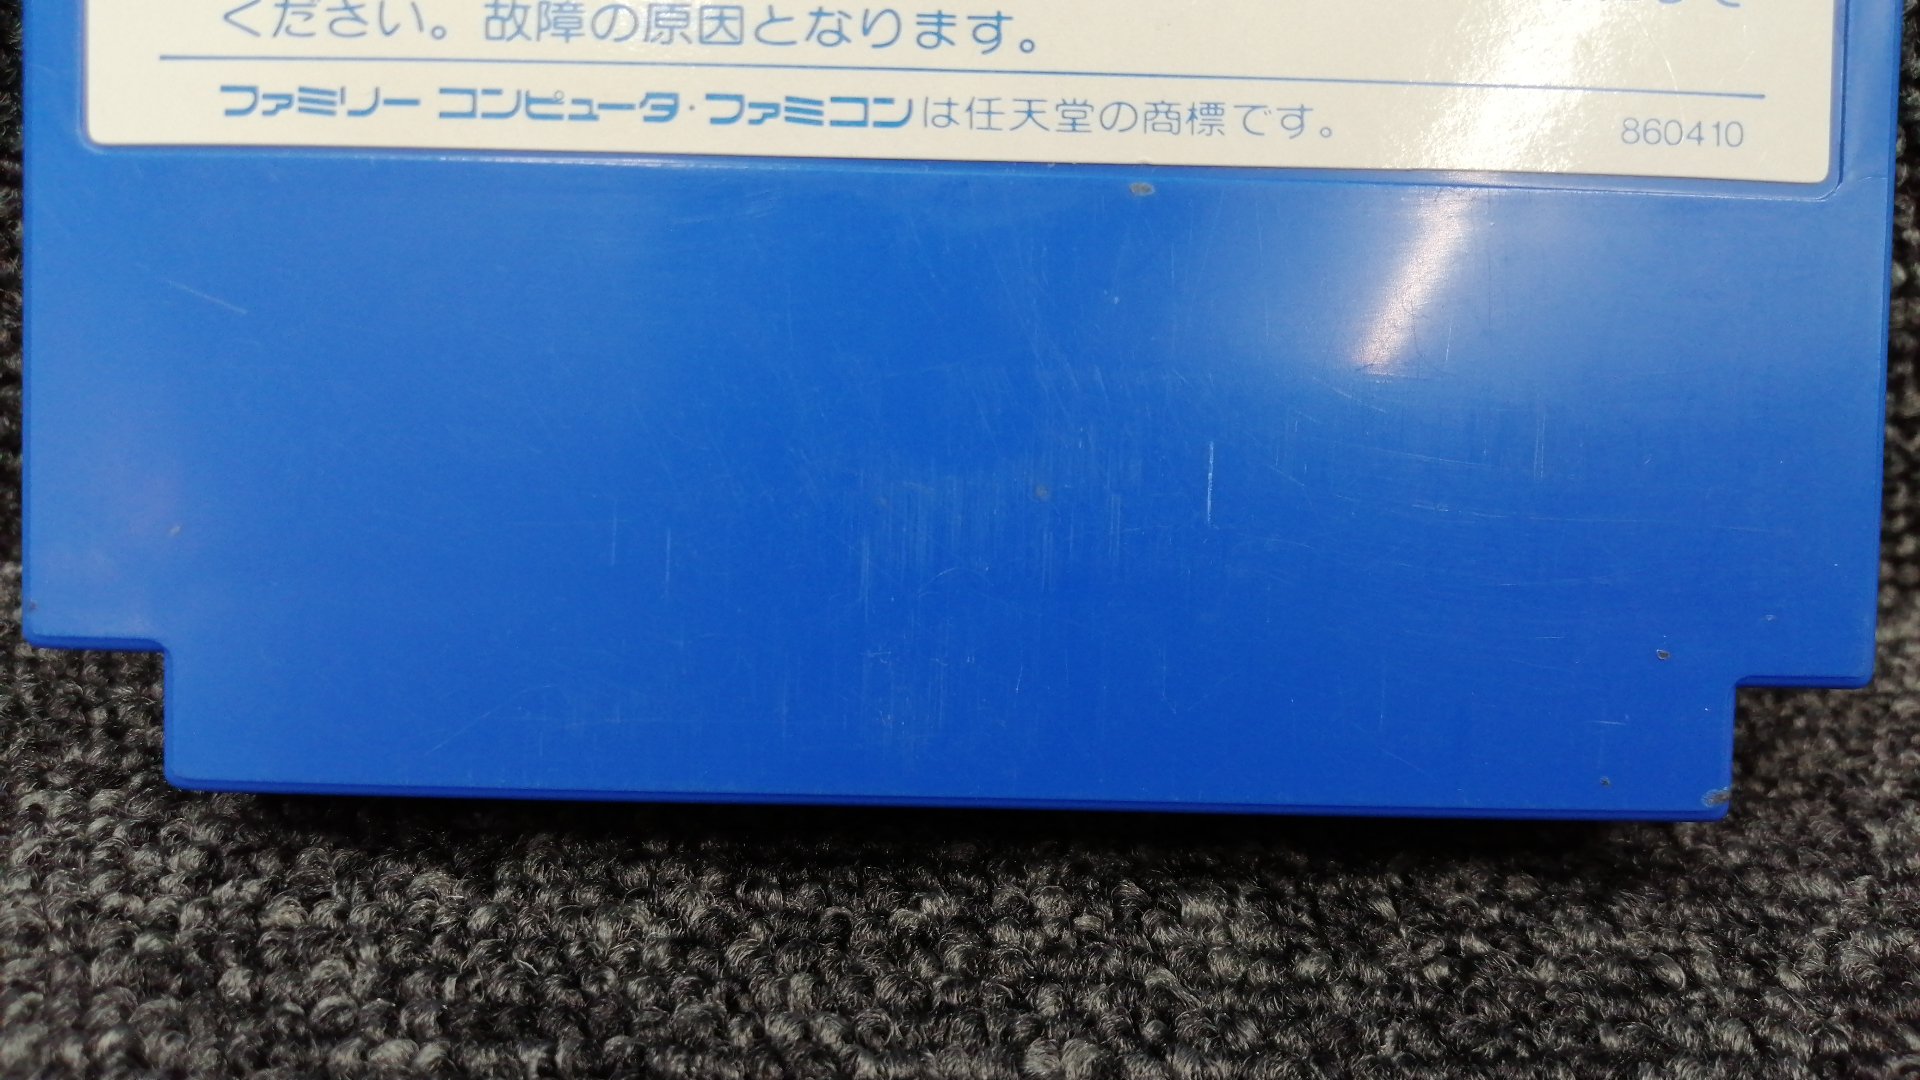 ください。故障の原因となります。
ファミリー コンピュータ・ファミコンは任天堂の商標です。
860410